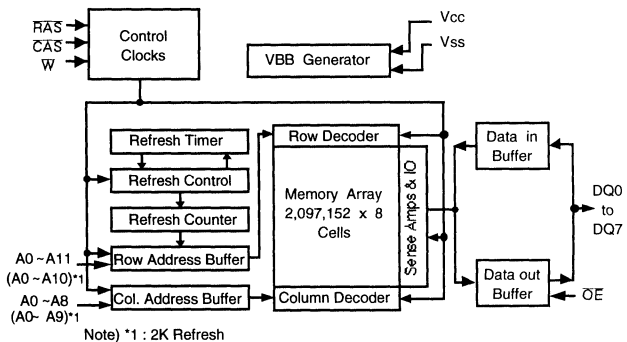 RAS
CAS
W
Control
Clocks
VBB Generator
Vcc
Vss
Refresh Timer
Refresh Control
Refresh Counter
Row Address Buffer
Col. Address Buffer
A0 ~ A11
(A0 ~ A10)*1
A0 ~ A8
(A0~ A9)*1
Row Decoder
Memory Array
2,097,152 x 8
Cells
Sense Amps & IO
Column Decoder
Data in
Buffer
Data out
Buffer
DQ0
to
DQ7
OE
Note) *1 : 2K Refresh